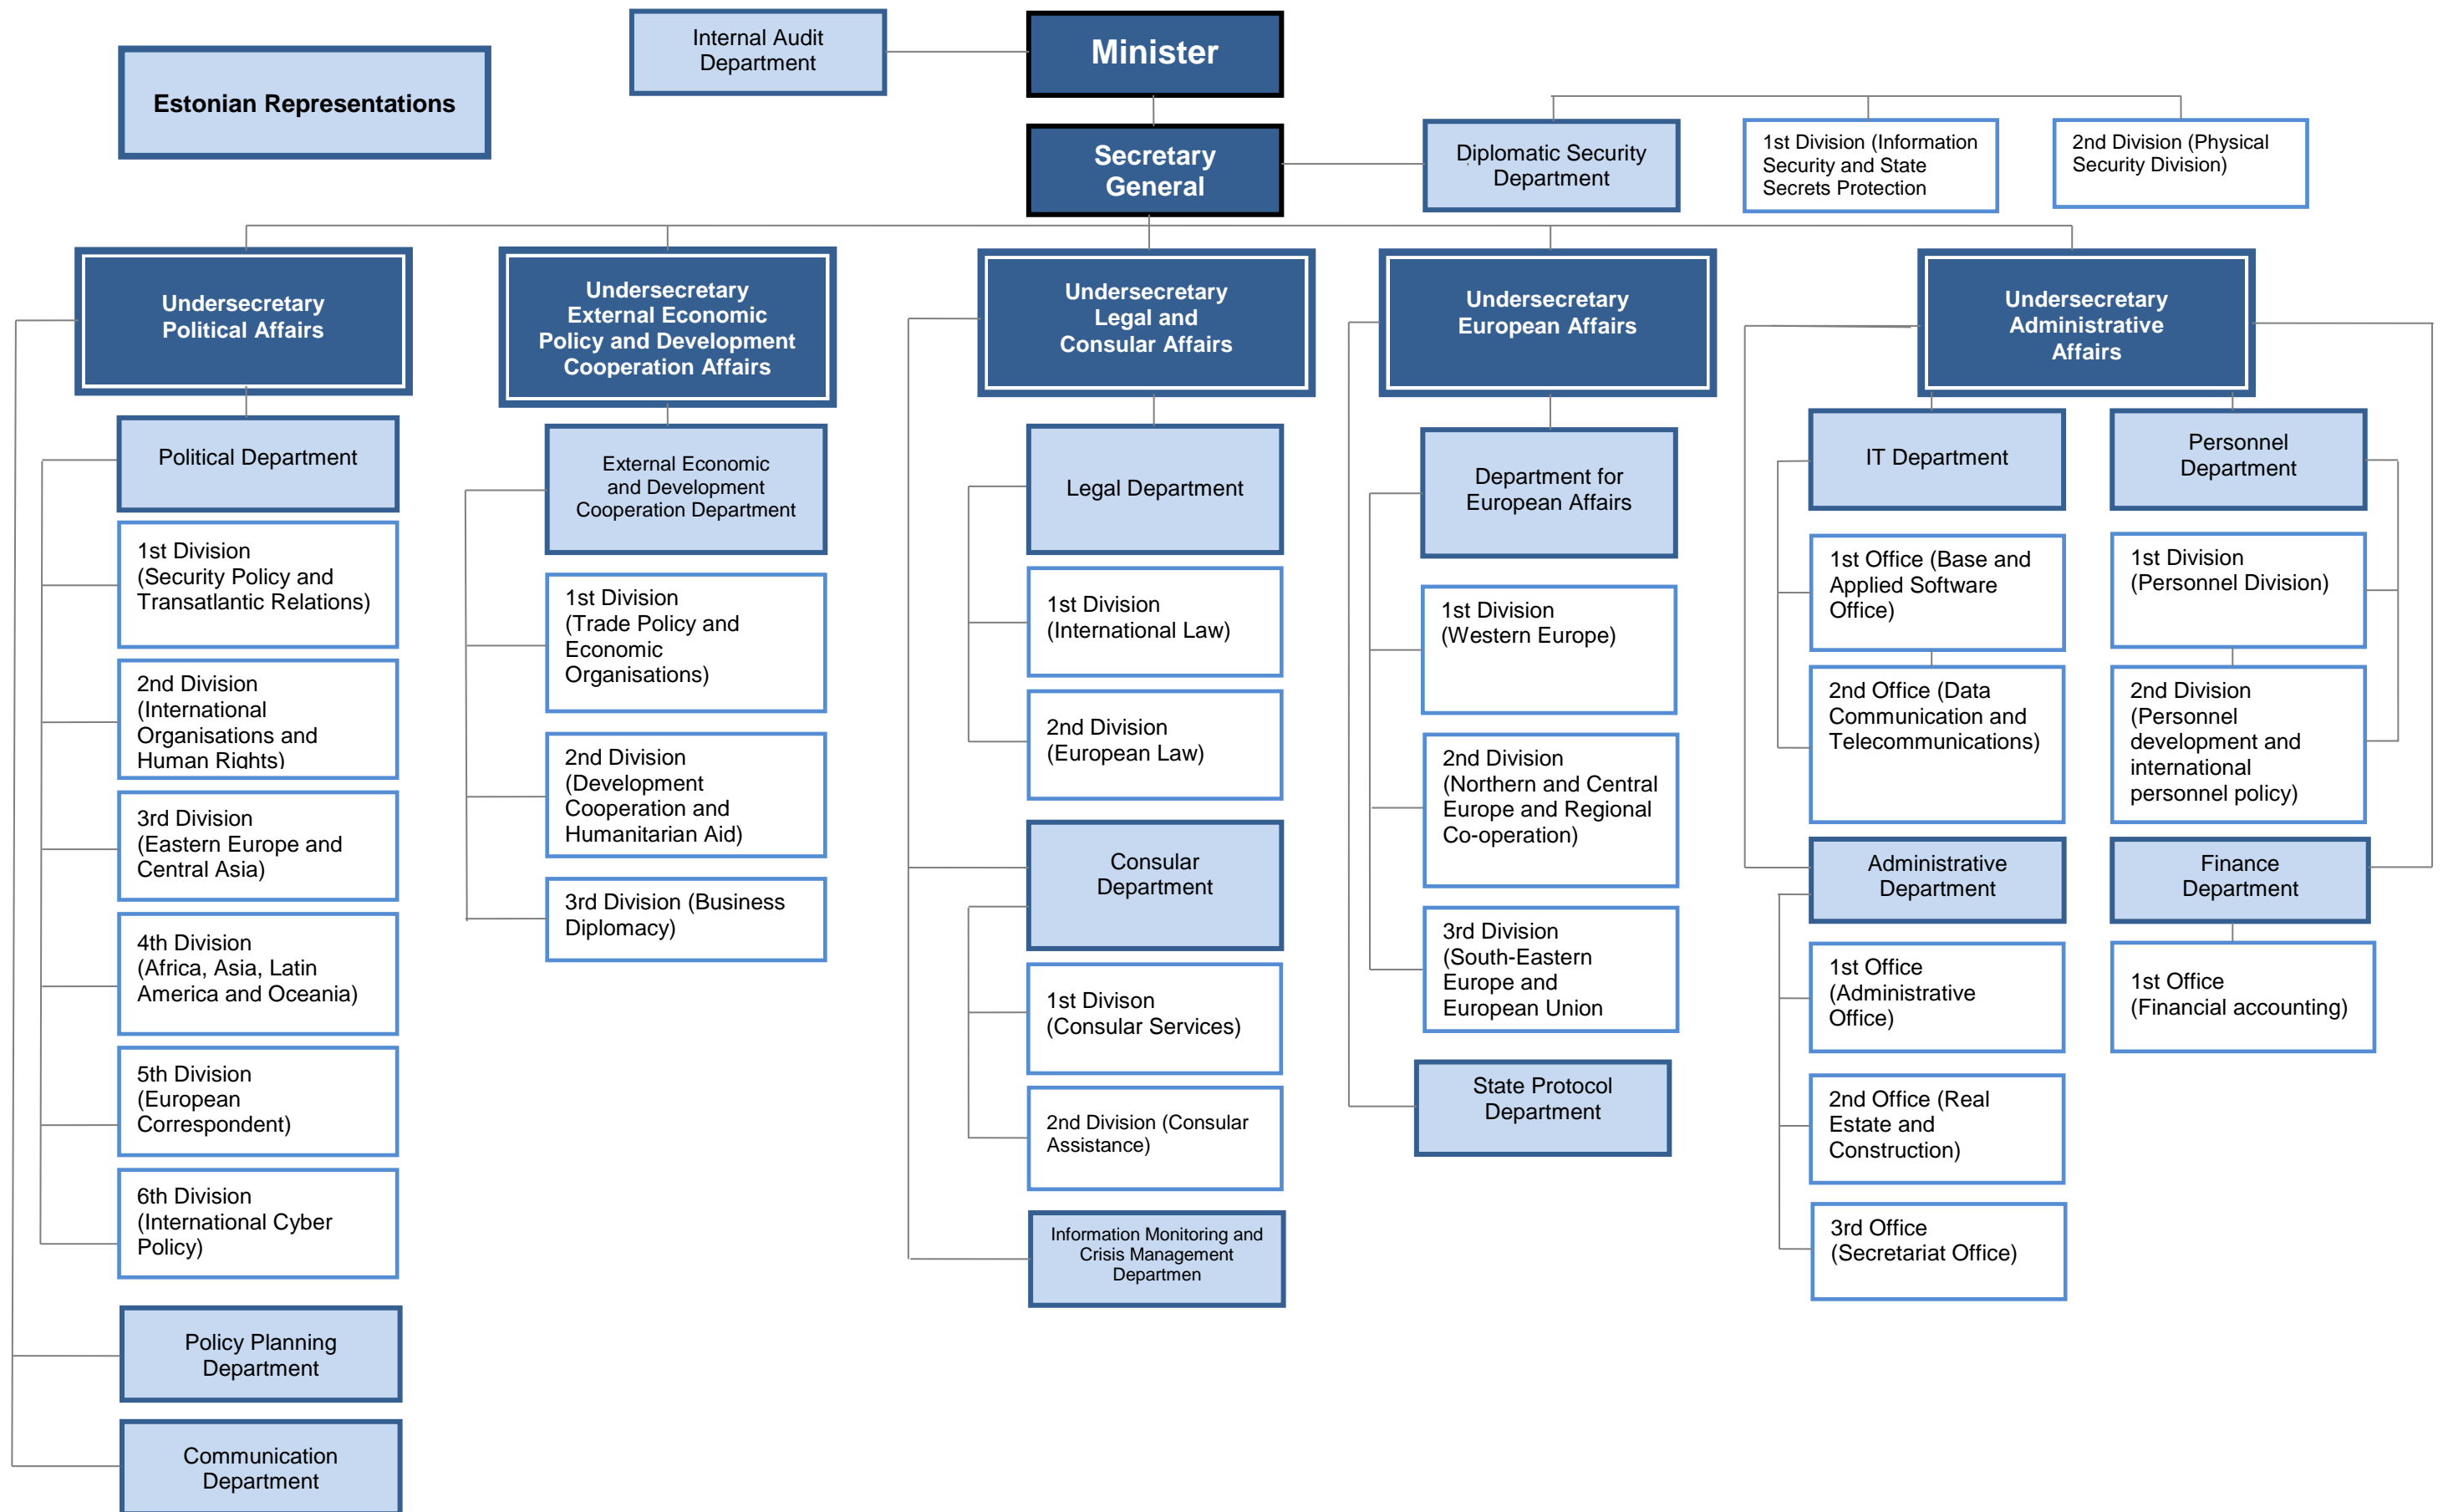 Internal Audit
Department
Minister
Estonian Representations
Secretary
General
Diplomatic Security
Department
1st Division (Information
Security and State
Secrets Protection
2nd Division (Physical
Security Division)
Undersecretary
Political Affairs
Undersecretary
External Economic
Policy and Development
Cooperation Affairs
Undersecretary
Legal and
Consular Affairs
Undersecretary
European Affairs
Undersecretary
Administrative
Affairs
Political Department
1st Division
(Security Policy and
Transatlantic Relations)
2nd Division
(International
Organisations and
Human Rights)
3rd Division
(Eastern Europe and
Central Asia)
4th Division
(Africa, Asia, Latin
America and Oceania)
5th Division
(European
Correspondent)
6th Division
(International Cyber
Policy)
Policy Planning
Department
Communication
Department
External Economic
and Development
Cooperation Department
1st Division
(Trade Policy and
Economic
Organisations)
2nd Division
(Development
Cooperation and
Humanitarian Aid)
3rd Division (Business
Diplomacy)
Legal Department
1st Division
(International Law)
2nd Division
(European Law)
Consular
Department
1st Divison
(Consular Services)
2nd Division (Consular
Assistance)
Information Monitoring and
Crisis Management
Departmen
Department for
European Affairs
1st Division
(Western Europe)
2nd Division
(Northern and Central
Europe and Regional
Co-operation)
3rd Division
(South-Eastern
Europe and
European Union
State Protocol
Department
IT Department
1st Office (Base and
Applied Software
Office)
2nd Office (Data
Communication and
Telecommunications)
Administrative
Department
1st Office
(Administrative
Office)
2nd Office (Real
Estate and
Construction)
3rd Office
(Secretariat Office)
Personnel
Department
1st Division
(Personnel Division)
2nd Division
(Personnel
development and
international
personnel policy)
Finance
Department
1st Office
(Financial accounting)